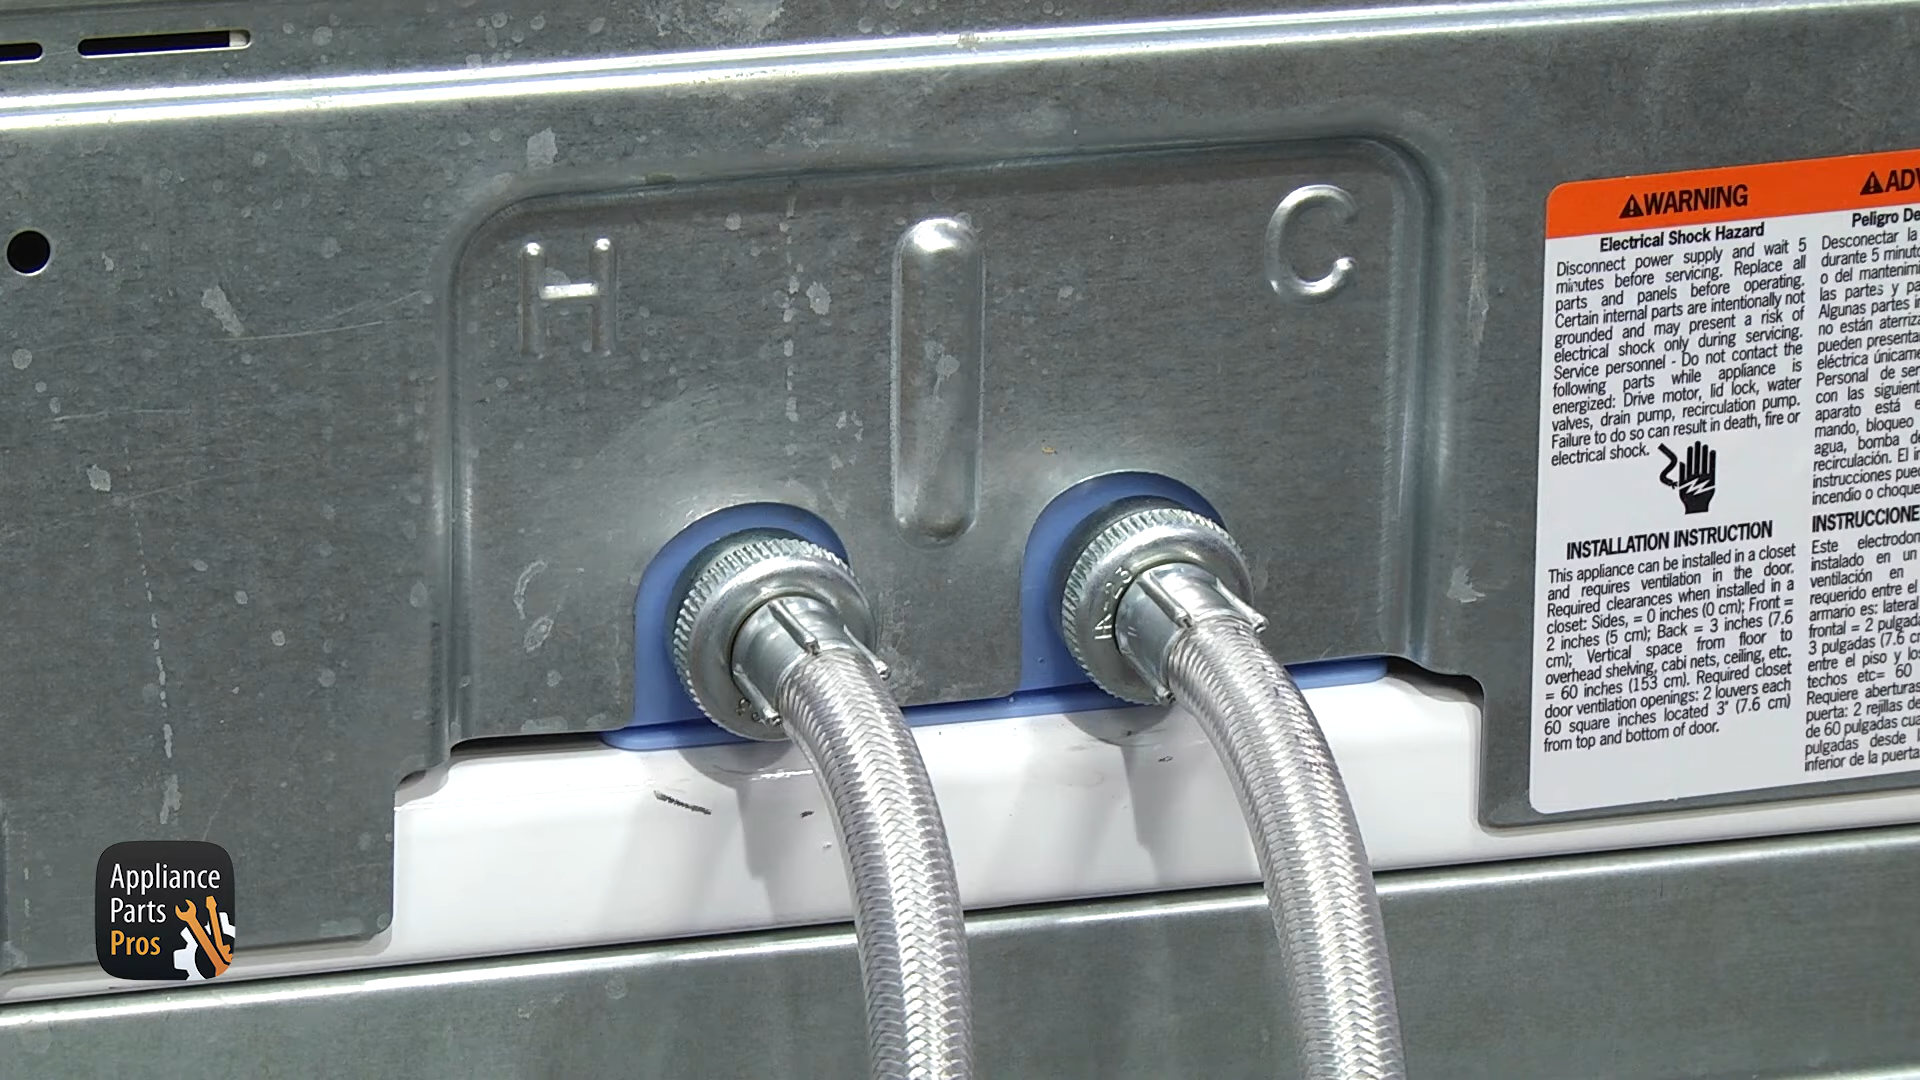 H
C
⚠WARNING
Electrical Shock Hazard
Disconnect power supply and wait 5
minutes before servicing. Replace all
parts and panels before operating.
Certain internal parts are intentionally not
grounded and may present a risk of
electrical shock only during servicing.
Service personnel - Do not contact the
following parts while appliance is
energized: Drive motor, lid lock, water
valves, drain pump, recirculation pump.
Failure to do so can result in death, fire or
electrical shock.
INSTALLATION INSTRUCTION
This appliance can be installed in a closet
and requires ventilation in the door.
Required clearances when installed in a
closet: Sides, = 0 inches (0 cm); Front =
2 inches (5 cm); Back = 3 inches (7.6
cm); Vertical space from floor to
overhead shelving, cabi nets, ceiling, etc.
= 60 inches (153 cm). Required closet
door ventilation openings: 2 louvers each
60 square inches located 3" (7.6 cm)
from top and bottom of door.
⚠ADV
Peligro De
Desconectar la
durante 5 minut
o del mantenim
las partes y pa
Algunas partes i
no están aterriza
pueden presenta
eléctrica únicame
Personal de ser
con las siguient
aparato está e
mando, bloqueo
agua, bomba de
recirculación. El i
instrucciones pue
incendio o choque
INSTRUCCIONE
Este electrodom
instalado en un
ventilación en
requerido entre el
armario es: lateral
frontal = 2 pulgada
3 pulgadas (7.6 cm
entre el piso y los
techos etc= 60
Requiere aberturas
puerta: 2 rejillas de
de 60 pulgadas cua
pulgadas desde l
inferior de la puerta
Appliance
Parts
Pros